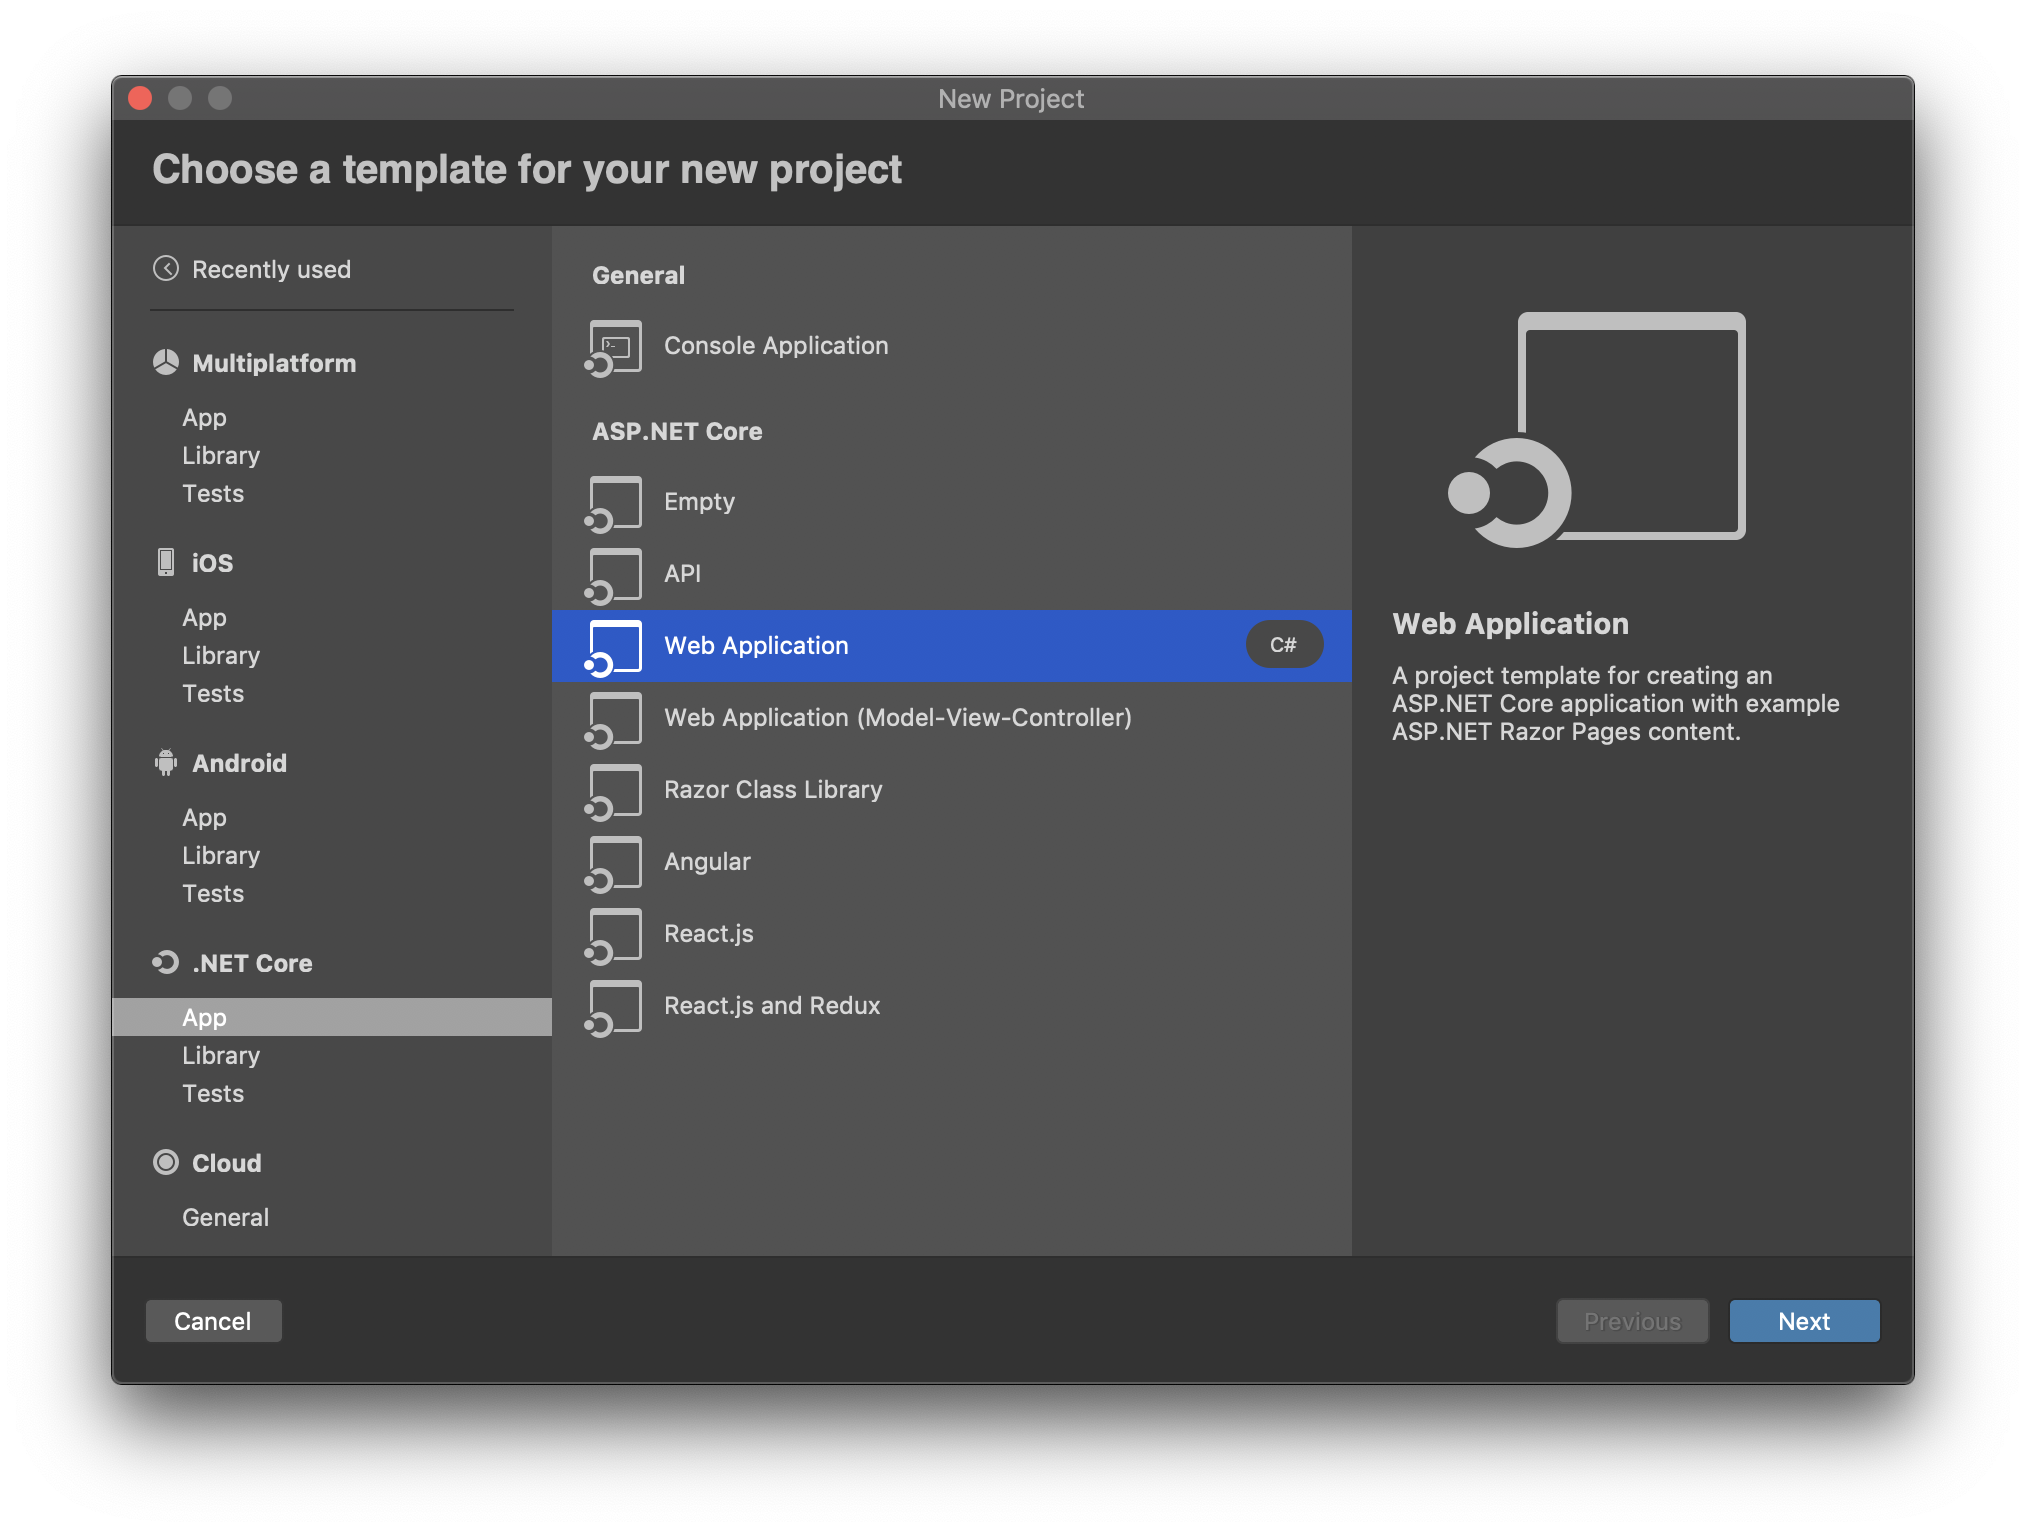 New Project
Choose a template for your new project
Recently used
Multiplatform
App
Library
Tests
iOS
App
Library
Tests
Android
App
Library
Tests
.NET Core
App
Library
Tests
Cloud
General
General
Console Application
ASP.NET Core
Empty
API
Web Application
C#
Web Application (Model-View-Controller)
Razor Class Library
Angular
React.js
React.js and Redux
Web Application
A project template for creating an
ASP.NET Core application with example
ASP.NET Razor Pages content.
Cancel
Previous
Next